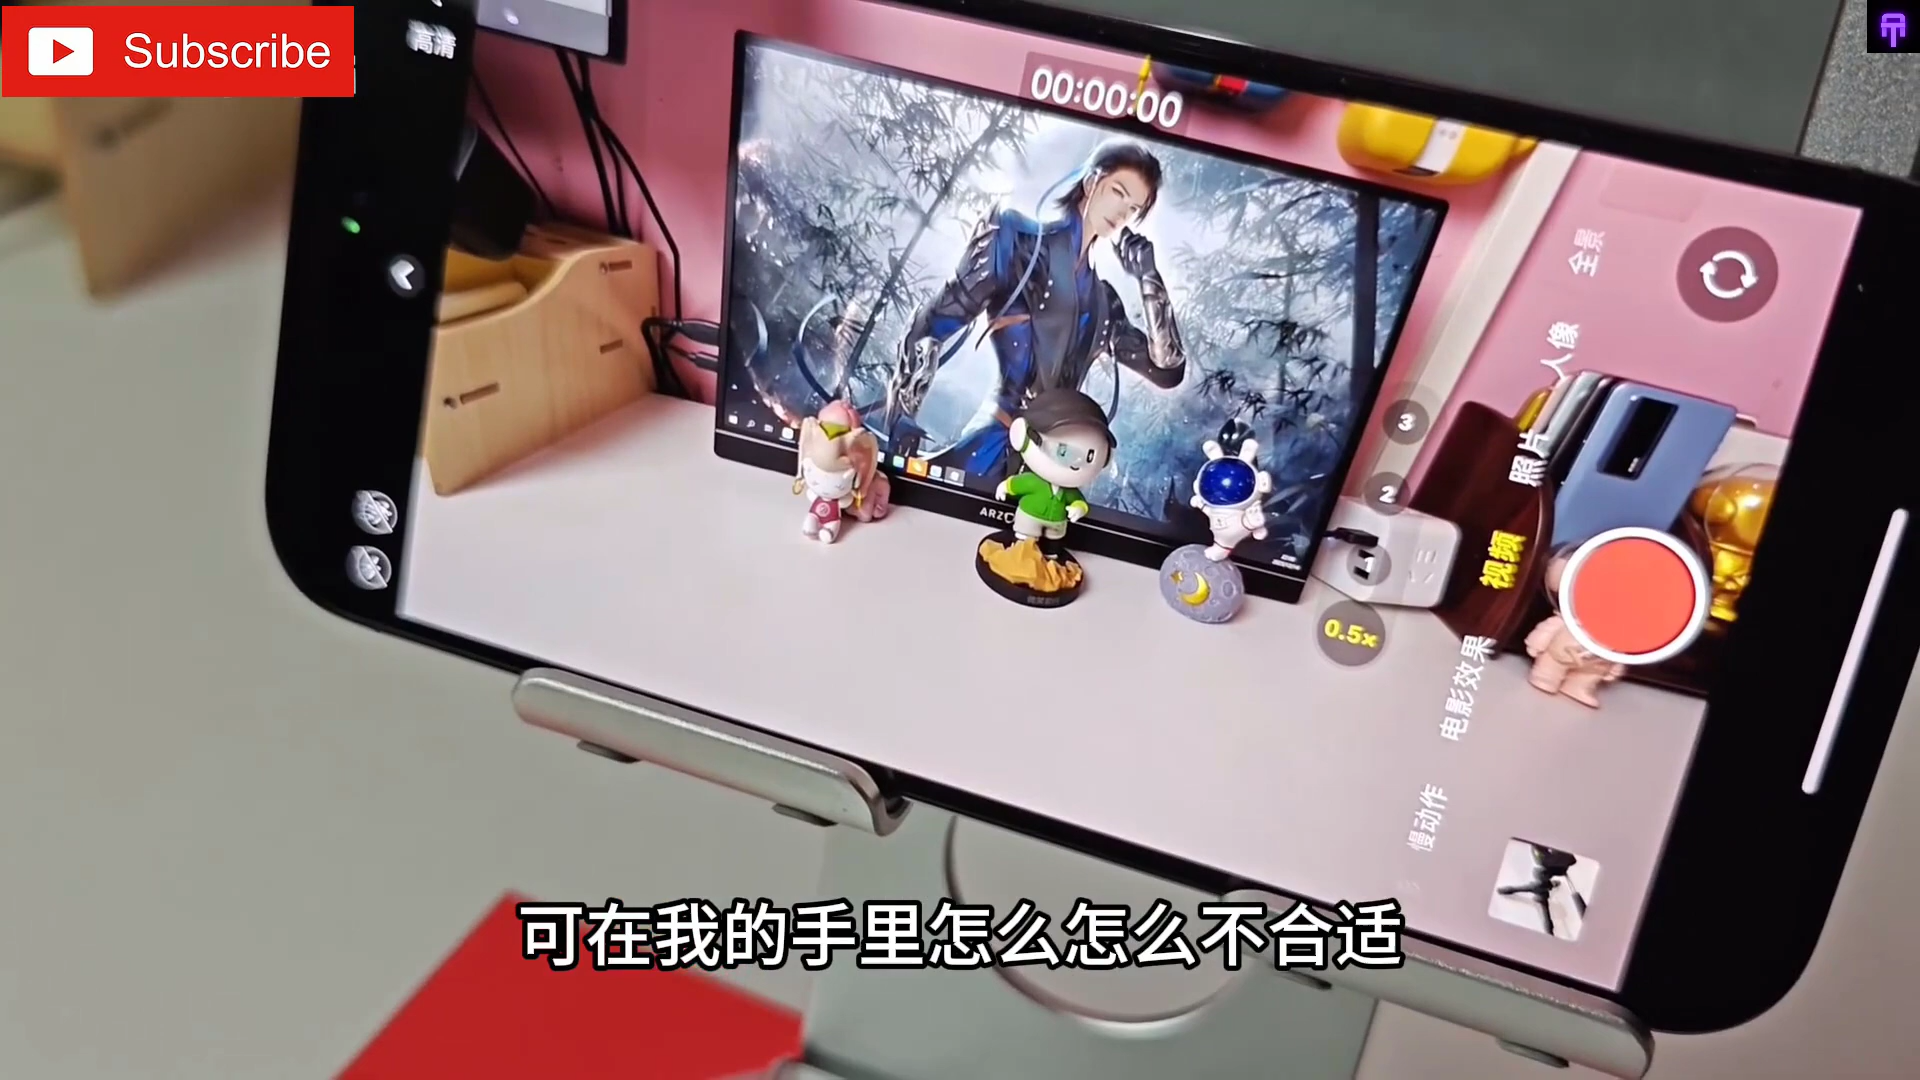 Subscribe
高清
00:00:00
全景
人像
照片
视频
电影效果
慢动作
3
2
1
0.5×
ARZ
可在我的手里怎么怎么不合适